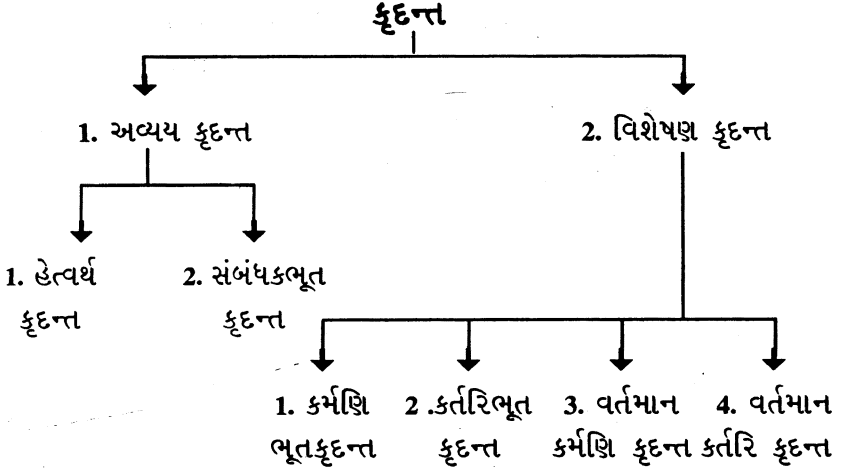 કૃદન્ત
1. અવ્યય કૃદન્ત
2. વિશેષણ કૃદન્ત
1. હેત્વર્થ
કૃદન્ત
2. સંબંધકભૂત
કૃદન્ત
1. કર્મણિ
ભૂતકૃદન્ત
2 .કર્તરિભૂત
કૃદન્ત
3. વર્તમાન
કર્મણિ કૃદન્ત
4. વર્તમાન
કર્તરિ કૃદન્ત